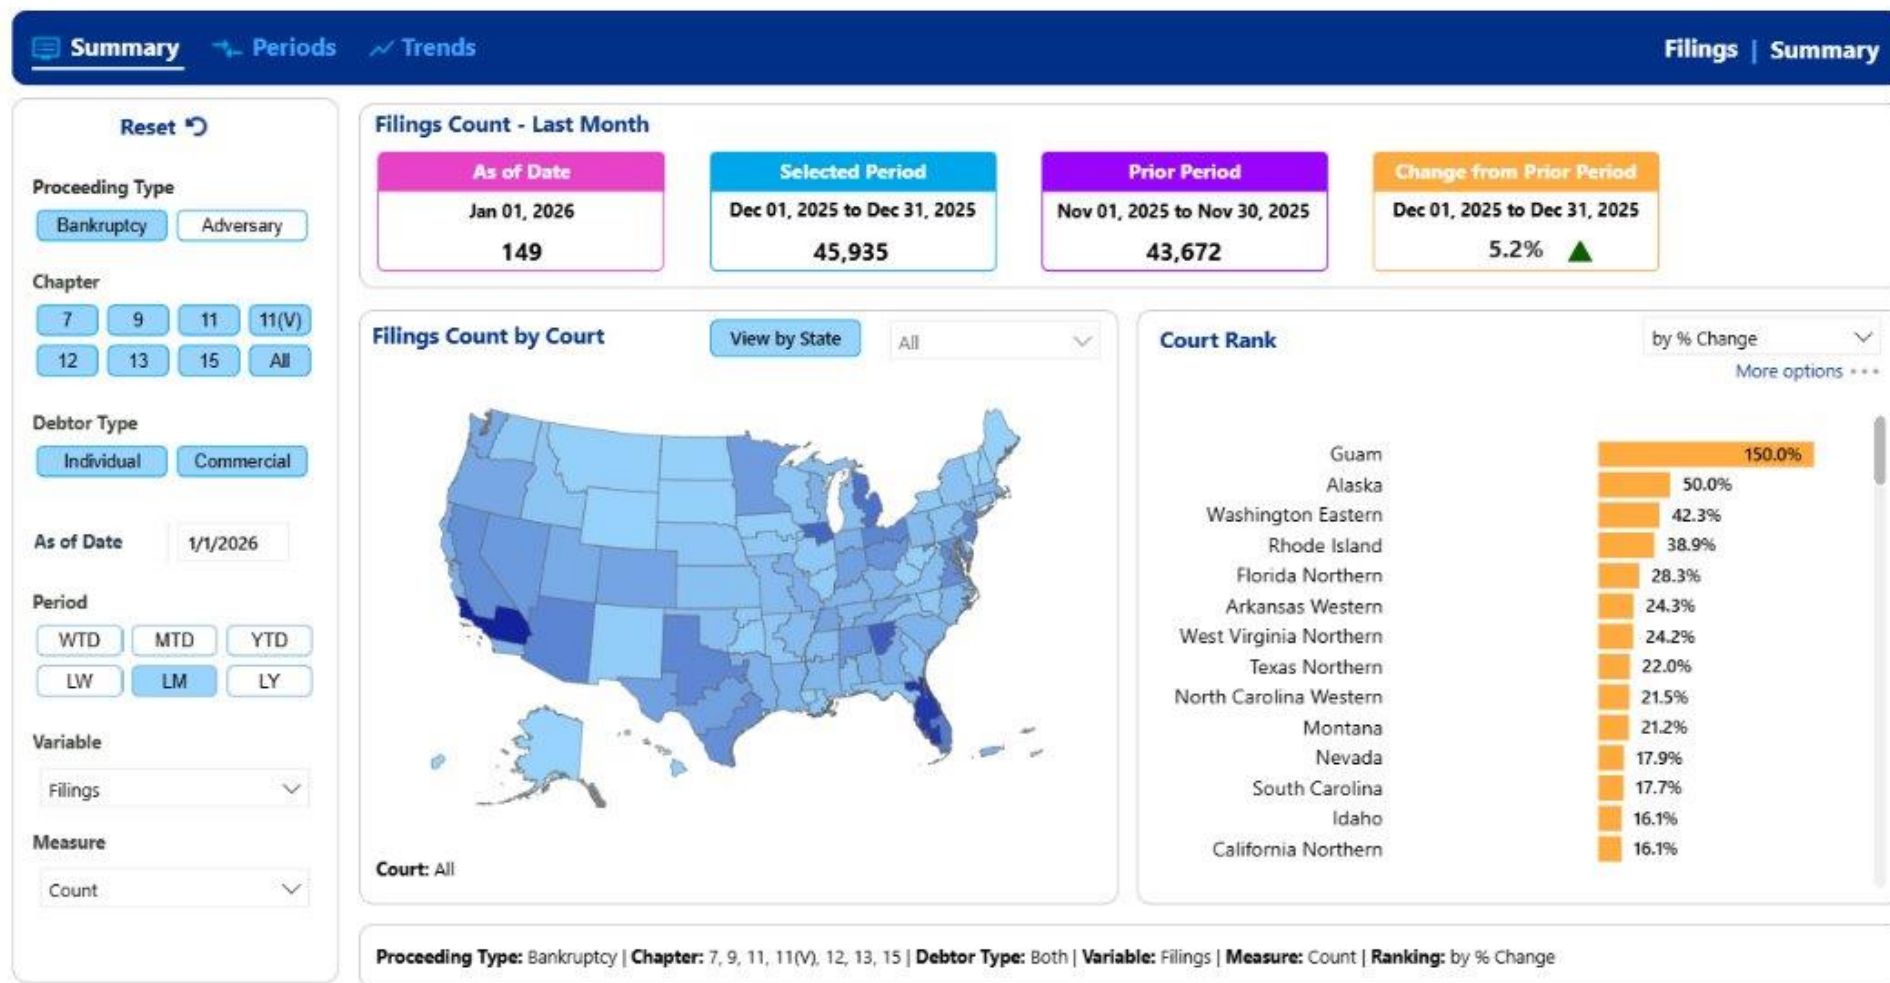 Summary Periods Trends
Filings | Summary
Reset
Proceeding Type
Bankruptcy Adversary
Chapter
7 9 11 11(V)
12 13 15 All
Debtor Type
Individual Commercial
As of Date 1/1/2026
Period
WTD MTD YTD
LW LM LY
Variable
Filings
Measure
Count
Filings Count - Last Month
As of Date
Jan 01, 2026
149
Selected Period
Dec 01, 2025 to Dec 31, 2025
45,935
Prior Period
Nov 01, 2025 to Nov 30, 2025
43,672
Change from Prior Period
Dec 01, 2025 to Dec 31, 2025
5.2%
Filings Count by Court View by State All
Court: All
Court Rank by % Change
More options
Guam 150.0%
Alaska 50.0%
Washington Eastern 42.3%
Rhode Island 38.9%
Florida Northern 28.3%
Arkansas Western 24.3%
West Virginia Northern 24.2%
Texas Northern 22.0%
North Carolina Western 21.5%
Montana 21.2%
Nevada 17.9%
South Carolina 17.7%
Idaho 16.1%
California Northern 16.1%
Proceeding Type: Bankruptcy | Chapter: 7, 9, 11, 11(V), 12, 13, 15 | Debtor Type: Both | Variable: Filings | Measure: Count | Ranking: by % Change